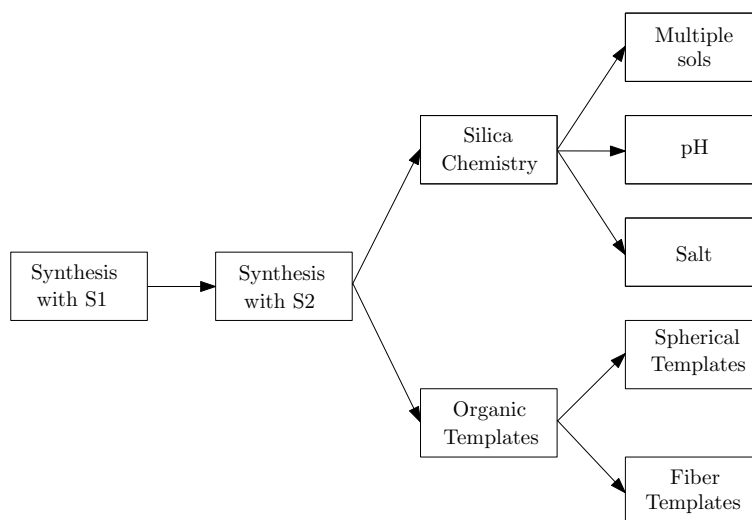 Multiple
sols
Silica
Chemistry
pH
Salt
Synthesis
with S1
Synthesis
with S2
Spherical
Templates
Organic
Templates
Fiber
Templates